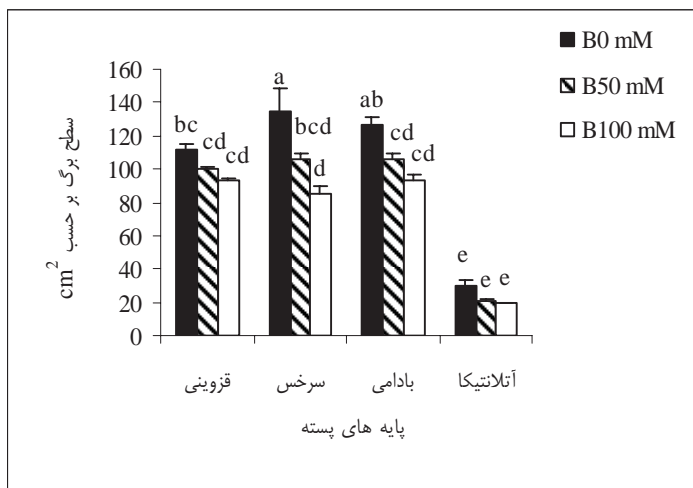 B0 mM
B50 mM
B100 mM
سطح برگ بر حسب cm²
160
140
120
100
80
60
40
20
0
bc
cd
cd
a
bcd
d
ab
cd
cd
e
e
e
قزوینی
سرخس
بادامی
آتلانتیکا
پایه های پسته